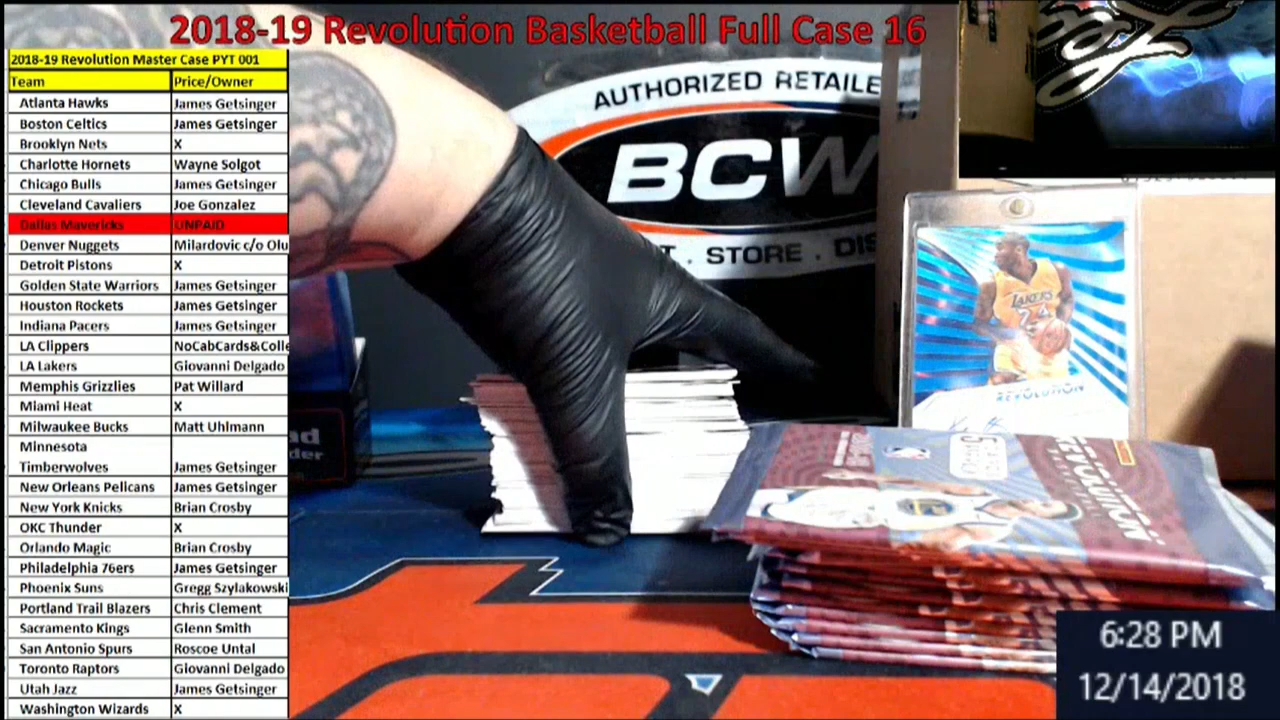 2018-19 Revolution Basketball Full Case 16
2018-19 Revolution Master Case PYT 001
Team Price/Owner
Atlanta Hawks James Getsinger
Boston Celtics James Getsinger
Brooklyn Nets X
Charlotte Hornets Wayne Solgot
Chicago Bulls James Getsinger
Cleveland Cavaliers Joe Gonzalez
Dallas Mavericks UNPAID
Denver Nuggets Milardovic c/o Olu
Detroit Pistons X
Golden State Warriors James Getsinger
Houston Rockets James Getsinger
Indiana Pacers James Getsinger
LA Clippers NoCabCards&Colle
LA Lakers Giovanni Delgado
Memphis Grizzlies Pat Willard
Miami Heat X
Milwaukee Bucks Matt Uhlmann
Minnesota
Timberwolves James Getsinger
New Orleans Pelicans James Getsinger
New York Knicks Brian Crosby
OKC Thunder X
Orlando Magic Brian Crosby
Philadelphia 76ers James Getsinger
Phoenix Suns Gregg Szylakowski
Portland Trail Blazers Chris Clement
Sacramento Kings Glenn Smith
San Antonio Spurs Roscoe Untal
Toronto Raptors Giovanni Delgado
Utah Jazz James Getsinger
Washington Wizards X
AUTHORIZED RETAILE
BCW
T . STORE . DIS
LAKERS
24
REVOLUTION
6:28 PM
12/14/2018